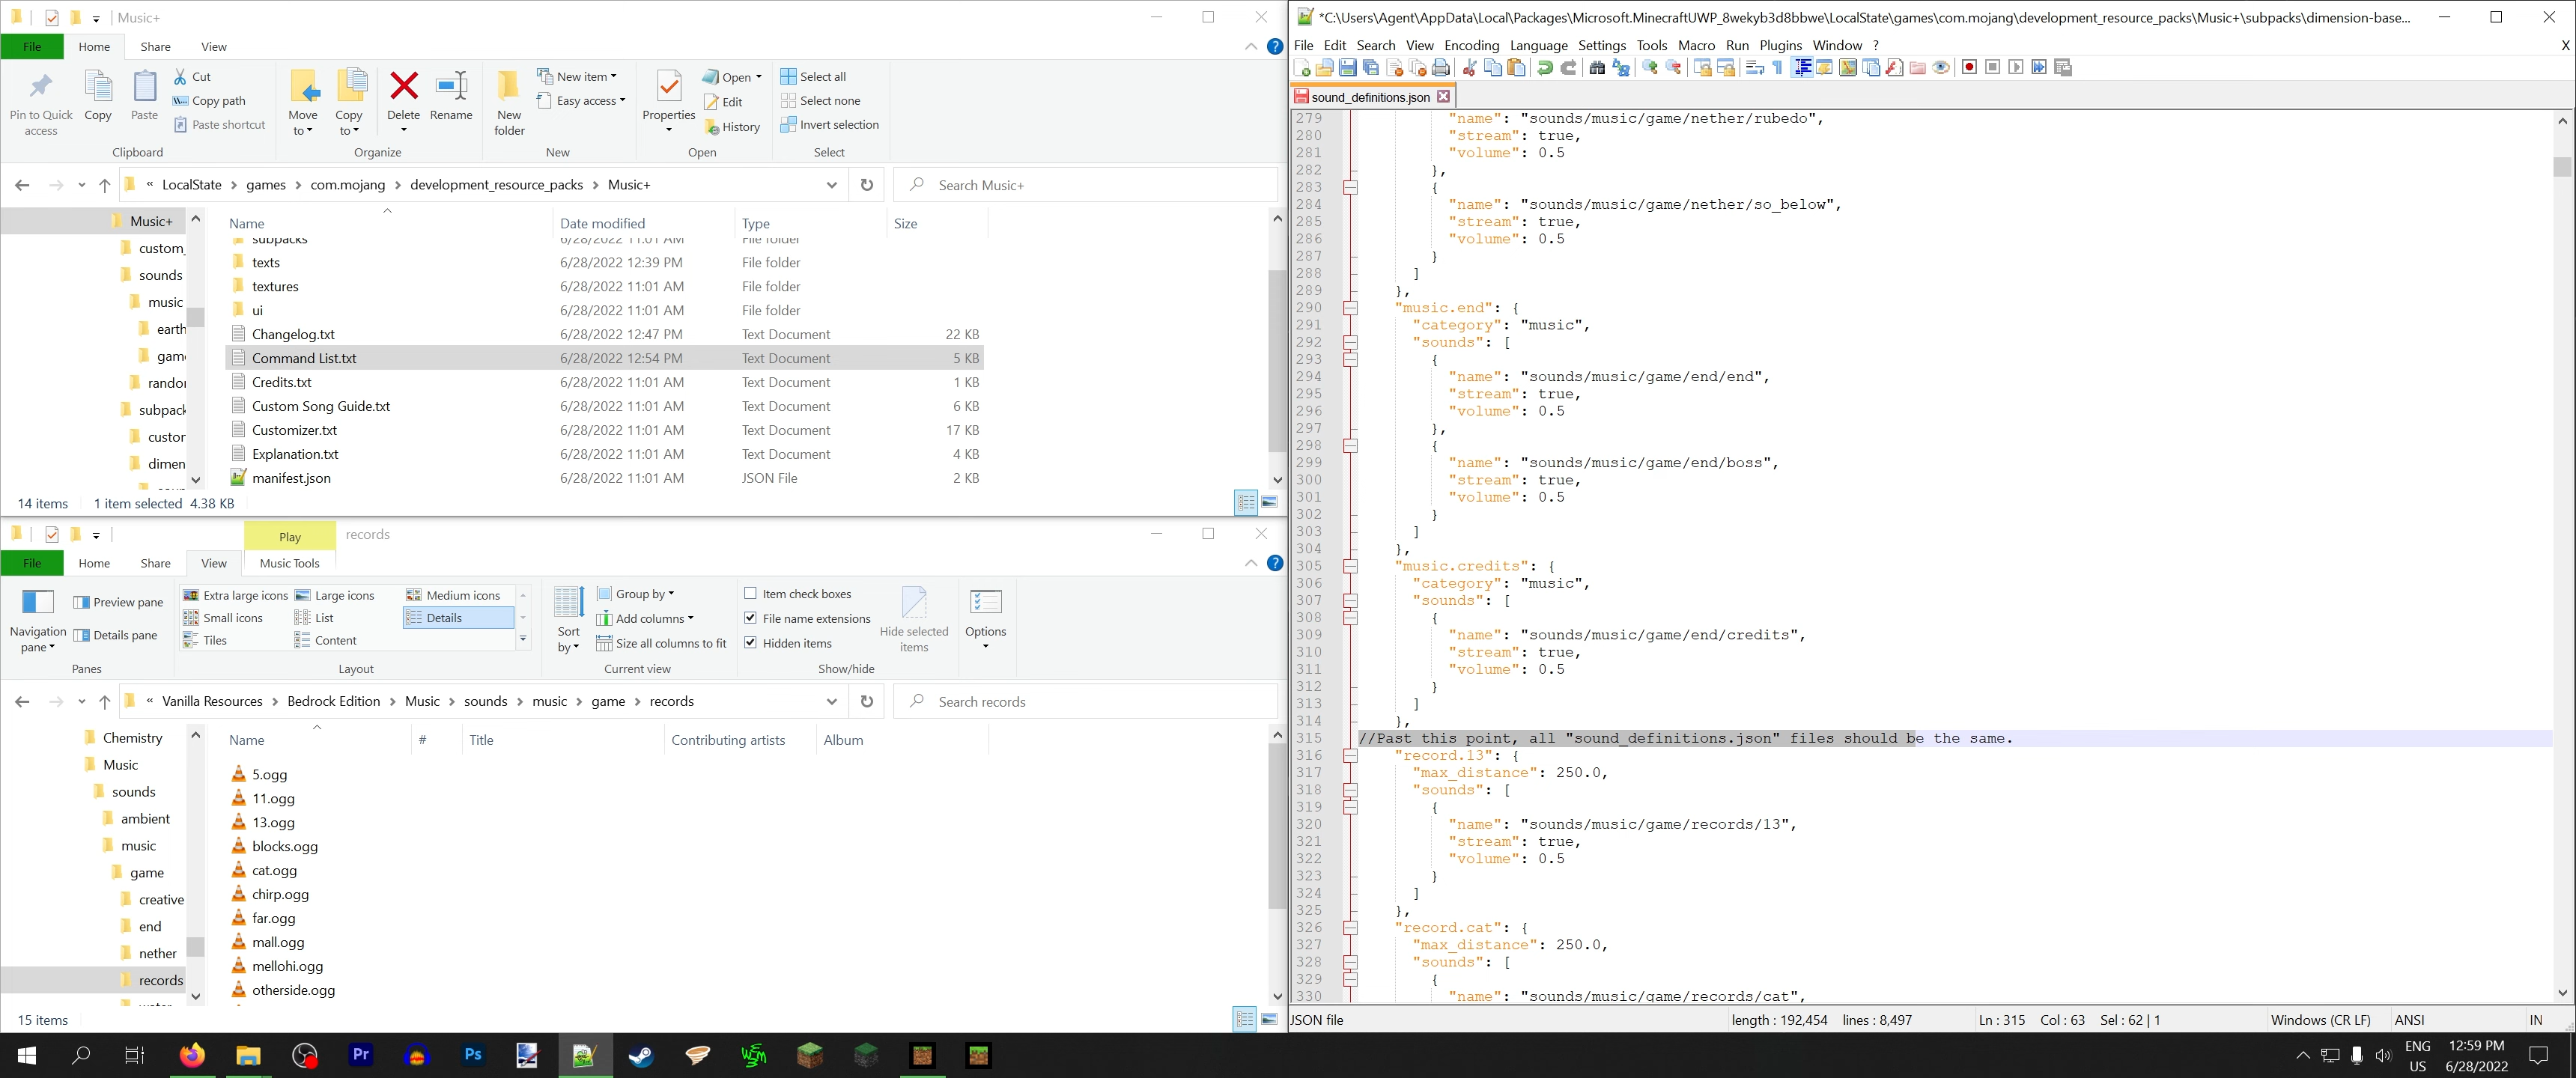 Music+
File Home Share View
Pin to Quick access
Copy
Paste
Cut
Copy path
Paste shortcut
Clipboard
Move to
Copy to
Delete
Rename
Organize
New folder
New item
Easy access
New
Properties
Open
Edit
History
Open
Select all
Select none
Invert selection
Select
« LocalState > games > com.mojang > development_resource_packs > Music+
Search Music+
Music+
custom_
sounds
music
earth
game
random
subpack
custor
dimen
Name Date modified Type Size
subpacks 6/28/2022 11:01 AM File folder
texts 6/28/2022 12:39 PM File folder
textures 6/28/2022 11:01 AM File folder
ui 6/28/2022 11:01 AM File folder
Changelog.txt 6/28/2022 12:47 PM Text Document 22 KB
Command List.txt 6/28/2022 12:54 PM Text Document 5 KB
Credits.txt 6/28/2022 11:01 AM Text Document 1 KB
Custom Song Guide.txt 6/28/2022 11:01 AM Text Document 6 KB
Customizer.txt 6/28/2022 11:01 AM Text Document 17 KB
Explanation.txt 6/28/2022 11:01 AM Text Document 4 KB
manifest.json 6/28/2022 11:01 AM JSON File 2 KB
14 items 1 item selected 4.38 KB
Play records
File Home Share View Music Tools
Navigation pane
Preview pane
Details pane
Panes
Extra large icons Large icons Medium icons
Small icons List Details
Tiles Content
Layout
Sort by
Group by
Add columns
Size all columns to fit
Current view
Item check boxes
File name extensions
Hidden items
Hide selected items
Show/hide
Options
« Vanilla Resources > Bedrock Edition > Music > sounds > music > game > records
Search records
Chemistry
Music
sounds
ambient
music
game
creative
end
nether
records
Name # Title Contributing artists Album
5.ogg
11.ogg
13.ogg
blocks.ogg
cat.ogg
chirp.ogg
far.ogg
mall.ogg
mellohi.ogg
otherside.ogg
15 items
*C:\Users\Agent\AppData\Local\Packages\Microsoft.MinecraftUWP_8wekyb3d8bbwe\LocalState\games\com.mojang\development_resource_packs\Music+\subpacks\dimension-base...
File Edit Search View Encoding Language Settings Tools Macro Run Plugins Window ? X
sound_definitions.json
279 "name": "sounds/music/game/nether/rubedo",
280 "stream": true,
281 "volume": 0.5
282 },
283 {
284 "name": "sounds/music/game/nether/so_below",
285 "stream": true,
286 "volume": 0.5
287 }
288 ]
289 },
290 "music.end": {
291 "category": "music",
292 "sounds": [
293 {
294 "name": "sounds/music/game/end/end",
295 "stream": true,
296 "volume": 0.5
297 },
298 {
299 "name": "sounds/music/game/end/boss",
300 "stream": true,
301 "volume": 0.5
302 }
303 ]
304 },
305 "music.credits": {
306 "category": "music",
307 "sounds": [
308 {
309 "name": "sounds/music/game/end/credits",
310 "stream": true,
311 "volume": 0.5
312 }
313 ]
314 },
315 //Past this point, all "sound_definitions.json" files should be the same.
316 "record.13": {
317 "max_distance": 250.0,
318 "sounds": [
319 {
320 "name": "sounds/music/game/records/13",
321 "stream": true,
322 "volume": 0.5
323 }
324 ]
325 },
326 "record.cat": {
327 "max_distance": 250.0,
328 "sounds": [
329 {
330 "name": "sounds/music/game/records/cat",
JSON file length : 192,454 lines : 8,497 Ln : 315 Col : 63 Sel : 62 | 1 Windows (CR LF) ANSI IN
Pr
Ps
ENG US
12:59 PM
6/28/2022